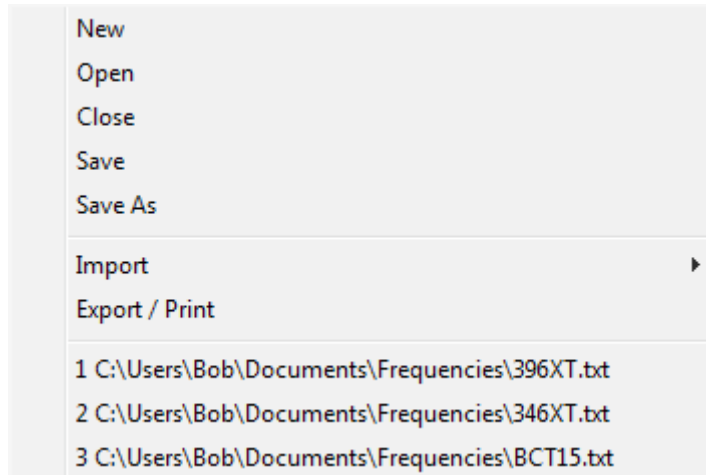 New
Open
Close
Save
Save As
Import
Export / Print
1 C:\Users\Bob\Documents\Frequencies\396XT.txt
2 C:\Users\Bob\Documents\Frequencies\346XT.txt
3 C:\Users\Bob\Documents\Frequencies\BCT15.txt